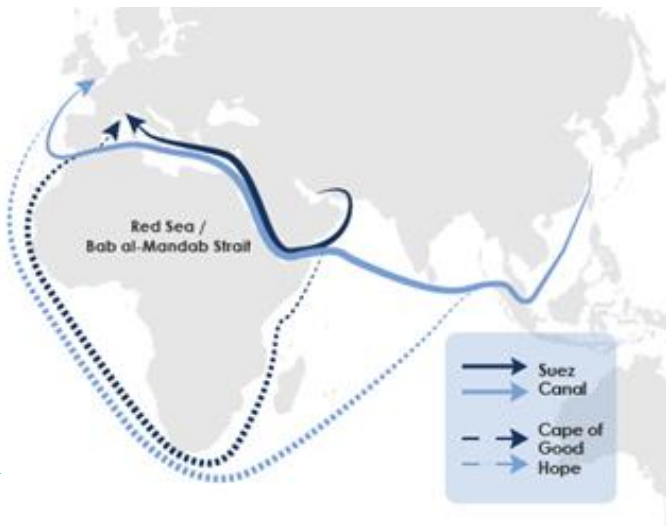 Red Sea /
Bab al-Mandab Strait
Suez
Canal
Cape of
Good
Hope